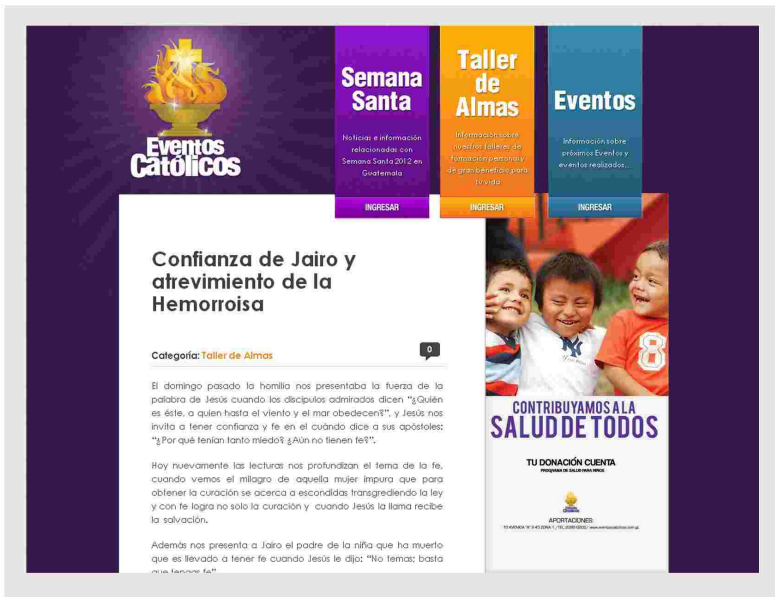 Eventos
Católicos
Semana
Santa
Noticias e información
relacionadas con
Semana Santa 2012 en
Guatemala
INGRESAR
Taller
de
Almas
Información sobre
nuestros talleres de
formación personal y
de gran beneficio para
tu vida.
INGRESAR
Eventos
Información sobre
próximos Eventos y
eventos realizados...
INGRESAR
Confianza de Jairo y
atrevimiento de la
Hemorroisa
Categoría: Taller de Almas
0
El domingo pasado la homilía nos presentaba la fuerza de la
palabra de Jesús cuando los discípulos admirados dicen “¿Quién
es éste, a quien hasta el viento y el mar obedecen?”, y Jesús nos
invita a tener confianza y fe en el cuándo dice a sus apóstoles:
“¿Por qué tenían tanto miedo? ¿Aún no tienen fe?”.
Hoy nuevamente las lecturas nos profundizan el tema de la fe,
cuando vemos el milagro de aquella mujer impura que para
obtener la curación se acerca a escondidas transgrediendo la ley
y con fe logra no solo la curación y cuando Jesús la llama recibe
la salvación.
Además nos presenta a Jairo el padre de la niña que ha muerto
que es llevado a tener fe cuando Jesús le dijo: “No temas; basta
que tengas fe”.
8
CONTRIBUYAMOS A LA
SALUD DE TODOS
TU DONACIÓN CUENTA
PROGRAMA DE SALUD PARA NIÑOS
APORTACIONES: